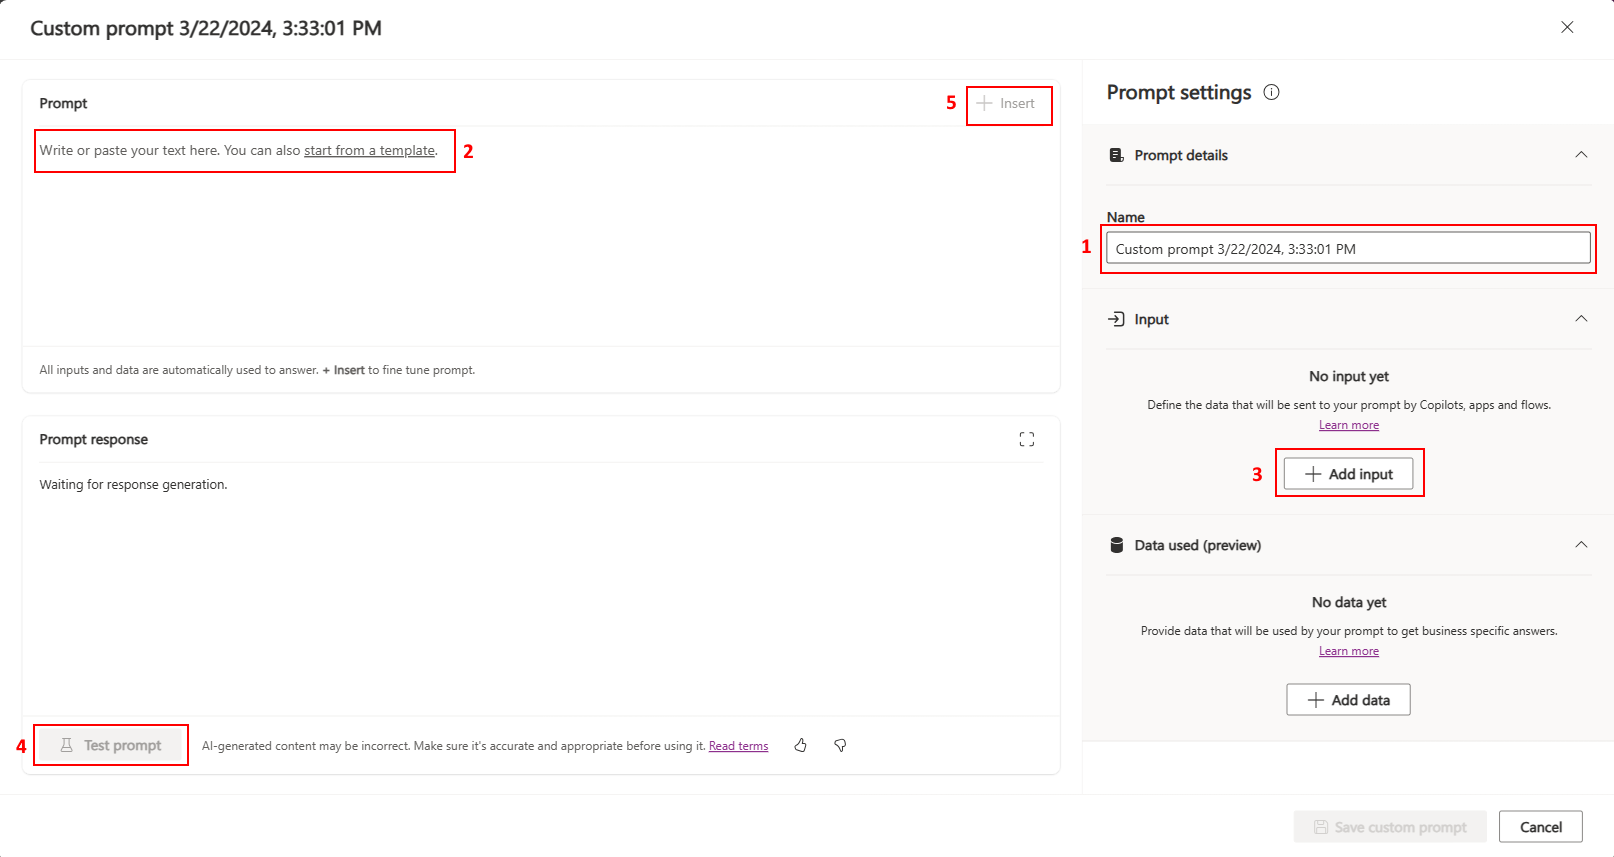 Custom prompt 3/22/2024, 3:33:01 PM
Prompt
5
+ Insert
Write or paste your text here. You can also start from a template.
2
All inputs and data are automatically used to answer. + Insert to fine tune prompt.
Prompt response
Waiting for response generation.
4
Test prompt
AI-generated content may be incorrect. Make sure it's accurate and appropriate before using it. Read terms
Prompt settings
Prompt details
Name
1
Custom prompt 3/22/2024, 3:33:01 PM
Input
No input yet
Define the data that will be sent to your prompt by Copilots, apps and flows.
Learn more
3
+ Add input
Data used (preview)
No data yet
Provide data that will be used by your prompt to get business specific answers.
Learn more
+ Add data
Save custom prompt
Cancel